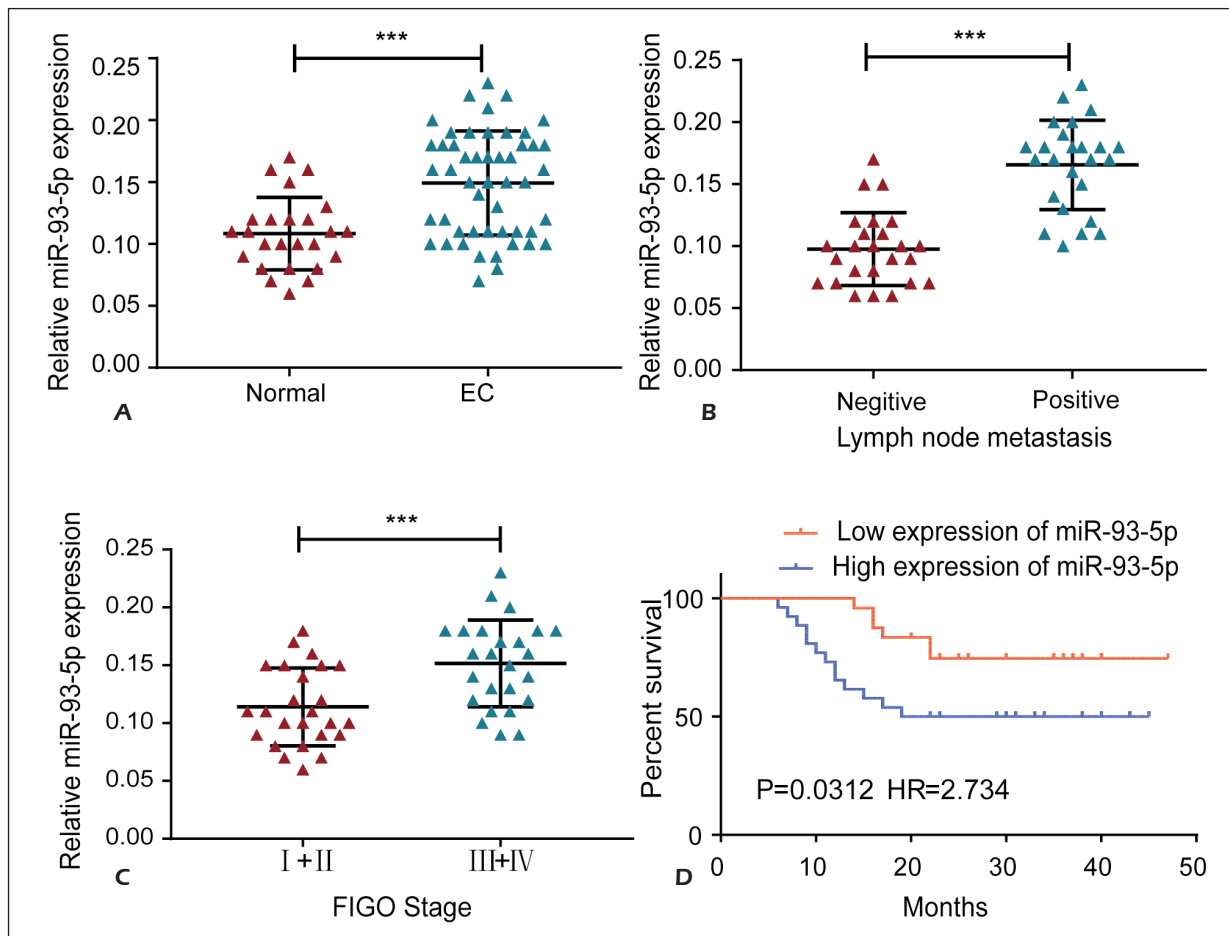 ***
Relative miR-93-5p expression
0.25
0.20
0.15
0.10
0.05
0.00
Normal EC
A
***
Relative miR-93-5p expression
0.25
0.20
0.15
0.10
0.05
0.00
Negitive Positive
Lymph node metastasis
B
***
Relative miR-93-5p expression
0.25
0.20
0.15
0.10
0.05
0.00
I+II III+IV
FIGO Stage
C
Low expression of miR-93-5p
High expression of miR-93-5p
Percent survival
100
50
P=0.0312 HR=2.734
0 10 20 30 40 50
Months
D